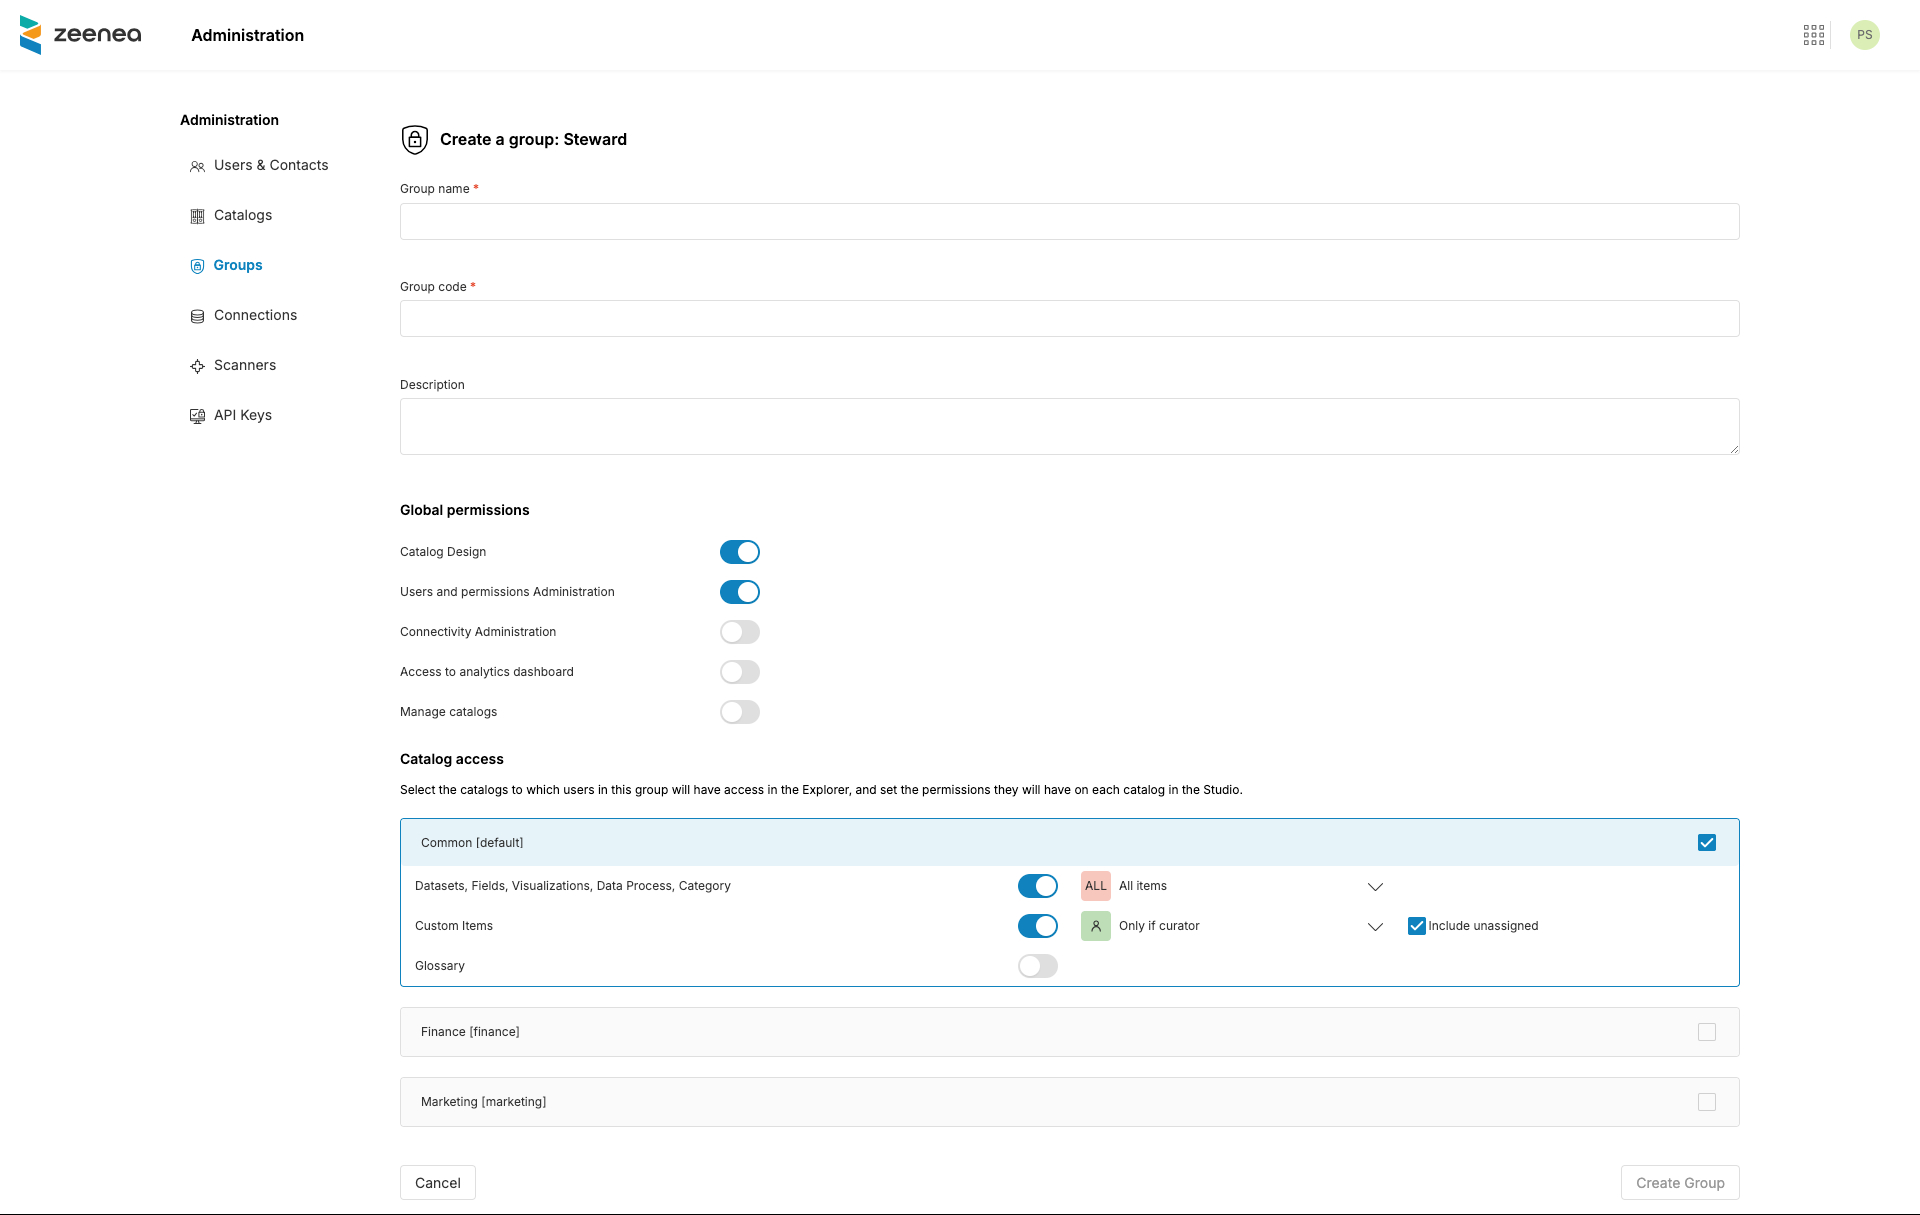 zeenea
Administration
PS
Administration
Users & Contacts
Catalogs
Groups
Connections
Scanners
API Keys
Create a group: Steward
Group name *
Group code *
Description
Global permissions
Catalog Design
Users and permissions Administration
Connectivity Administration
Access to analytics dashboard
Manage catalogs
Catalog access
Select the catalogs to which users in this group will have access in the Explorer, and set the permissions they will have on each catalog in the Studio.
Common [default]
Datasets, Fields, Visualizations, Data Process, Category ALL All items
Custom Items Only if curator Include unassigned
Glossary
Finance [finance]
Marketing [marketing]
Cancel Create Group